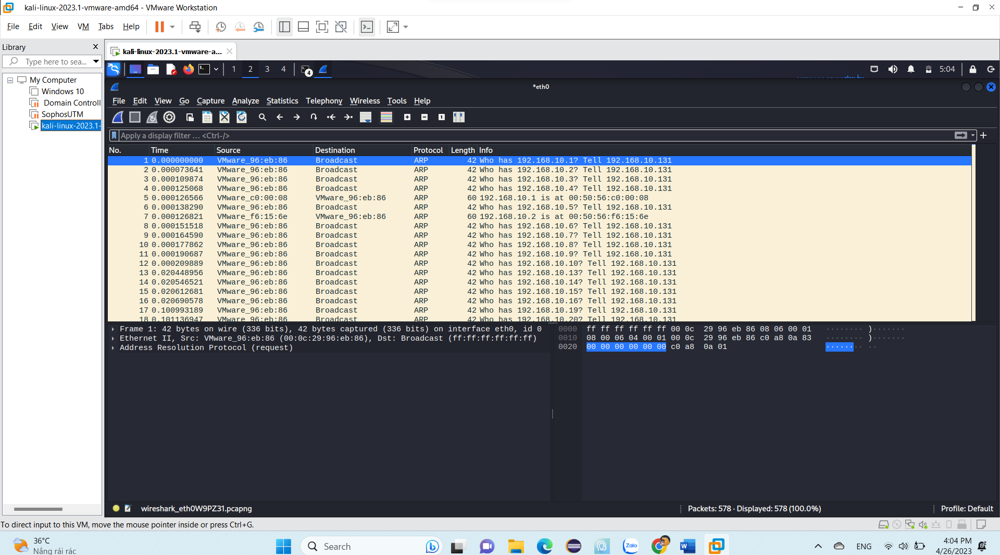 kali-linux-2023.1-vmware-amd64 - VMware Workstation
File Edit View VM Tabs Help
Library
Type here to sea...
My Computer
Windows 10
Domain Controll
SophosUTM
kali-linux-2023.1-
kali-linux-2023.1-vmware-a...
1 2 3 4 4 5:04
*eth0
File Edit View Go Capture Analyze Statistics Telephony Wireless Tools Help
Apply a display filter ... <Ctrl-/>
No. Time Source Destination Protocol Length Info
1 0.000000000 VMware_96:eb:86 Broadcast ARP 42 Who has 192.168.10.1? Tell 192.168.10.131
2 0.000073641 VMware_96:eb:86 Broadcast ARP 42 Who has 192.168.10.2? Tell 192.168.10.131
3 0.000109874 VMware_96:eb:86 Broadcast ARP 42 Who has 192.168.10.3? Tell 192.168.10.131
4 0.000125068 VMware_96:eb:86 Broadcast ARP 42 Who has 192.168.10.4? Tell 192.168.10.131
5 0.000126566 VMware_c0:00:08 VMware_96:eb:86 ARP 60 192.168.10.1 is at 00:50:56:c0:00:08
6 0.000138290 VMware_96:eb:86 Broadcast ARP 42 Who has 192.168.10.5? Tell 192.168.10.131
7 0.000126821 VMware_f6:15:6e VMware_96:eb:86 ARP 60 192.168.10.2 is at 00:50:56:f6:15:6e
8 0.000151518 VMware_96:eb:86 Broadcast ARP 42 Who has 192.168.10.6? Tell 192.168.10.131
9 0.000164590 VMware_96:eb:86 Broadcast ARP 42 Who has 192.168.10.7? Tell 192.168.10.131
10 0.000177862 VMware_96:eb:86 Broadcast ARP 42 Who has 192.168.10.8? Tell 192.168.10.131
11 0.000190687 VMware_96:eb:86 Broadcast ARP 42 Who has 192.168.10.9? Tell 192.168.10.131
12 0.000209889 VMware_96:eb:86 Broadcast ARP 42 Who has 192.168.10.10? Tell 192.168.10.131
13 0.020448956 VMware_96:eb:86 Broadcast ARP 42 Who has 192.168.10.13? Tell 192.168.10.131
14 0.020546521 VMware_96:eb:86 Broadcast ARP 42 Who has 192.168.10.14? Tell 192.168.10.131
15 0.020612681 VMware_96:eb:86 Broadcast ARP 42 Who has 192.168.10.15? Tell 192.168.10.131
16 0.020690578 VMware_96:eb:86 Broadcast ARP 42 Who has 192.168.10.16? Tell 192.168.10.131
17 0.100993189 VMware_96:eb:86 Broadcast ARP 42 Who has 192.168.10.19? Tell 192.168.10.131
18 0.101136947 VMware_96:eb:86 Broadcast ARP 42 Who has 192.168.10.20? Tell 192.168.10.131
Frame 1: 42 bytes on wire (336 bits), 42 bytes captured (336 bits) on interface eth0, id 0
Ethernet II, Src: VMware_96:eb:86 (00:0c:29:96:eb:86), Dst: Broadcast (ff:ff:ff:ff:ff:ff)
Address Resolution Protocol (request)
0000 ff ff ff ff ff ff 00 0c 29 96 eb 86 08 06 00 01 ········ )·······
0010 08 00 06 04 00 01 00 0c 29 96 eb 86 c0 a8 0a 83 ········ )·······
0020 00 00 00 00 00 00 c0 a8 0a 01 ········ ··
wireshark_eth0W9PZ31.pcapng
Packets: 578 · Displayed: 578 (100.0%)
Profile: Default
To direct input to this VM, move the mouse pointer inside or press Ctrl+G.
36°C
Nắng rải rác
Search
Zalo
ENG
4:04 PM
4/26/2023